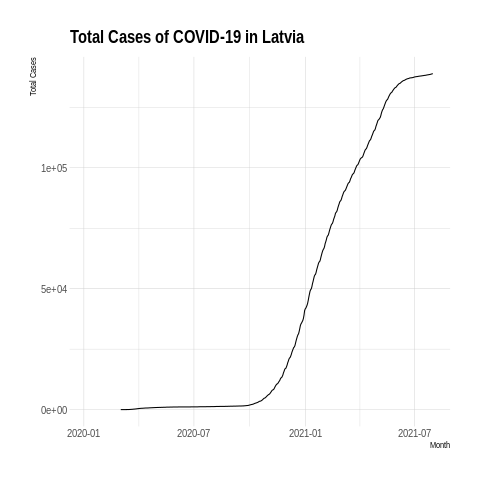 Total Cases of COVID-19 in Latvia
Total Cases
1e+05
5e+04
0e+00
2020-01 2020-07 2021-01 2021-07
Month